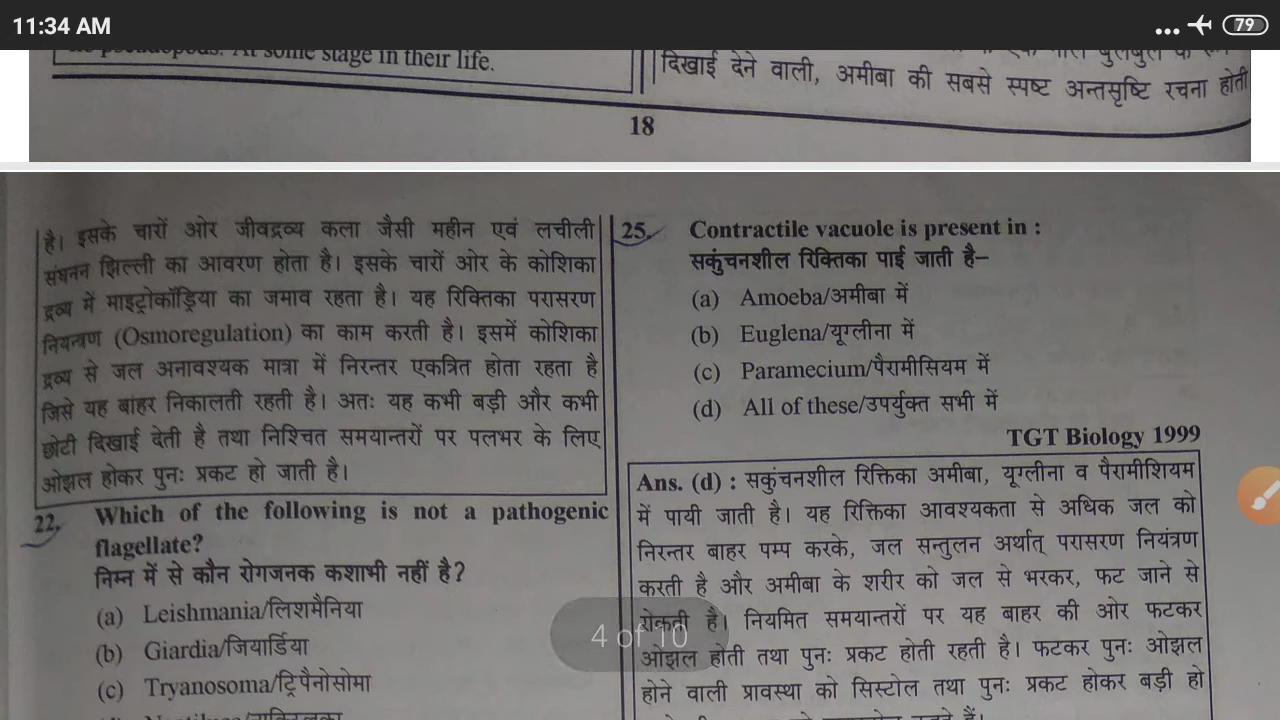 11:34 AM
79
At some stage in their life.
दिखाई देने वाली, अमीबा की सबसे स्पष्ट अन्तसृष्टि रचना होती
18
है। इसके चारों ओर जीवद्रव्य कला जैसी महीन एवं लचीली
संघनन झिल्ली का आवरण होता है। इसके चारों ओर के कोशिका
द्रव्य में माइट्रोकॉड्रिया का जमाव रहता है। यह रिक्तिका परासरण
नियन्त्रण (Osmoregulation) का काम करती है। इसमें कोशिका
द्रव्य से जल अनावश्यक मात्रा में निरन्तर एकत्रित होता रहता है
जिसे यह बाहर निकालती रहती है। अतः यह कभी बड़ी और कभी
छोटी दिखाई देती है तथा निश्चित समयान्तरों पर पलभर के लिए
ओझल होकर पुनः प्रकट हो जाती है।
22. Which of the following is not a pathogenic
flagellate?
निम्न में से कौन रोगजनक कशाभी नहीं है?
(a) Leishmania/लिशमैनिया
(b) Giardia/जियार्डिया
(c) Tryanosoma/ट्रिपैनोसोमा
25. Contractile vacuole is present in :
सकुंचनशील रिक्तिका पाई जाती है–
(a) Amoeba/अमीबा में
(b) Euglena/यूग्लीना में
(c) Paramecium/पैरामीसियम में
(d) All of these/उपर्युक्त सभी में
TGT Biology 1999
Ans. (d) : सकुंचनशील रिक्तिका अमीबा, यूग्लीना व पैरामीशियम
में पायी जाती है। यह रिक्तिका आवश्यकता से अधिक जल को
निरन्तर बाहर पम्प करके, जल सन्तुलन अर्थात् परासरण नियंत्रण
करती है और अमीबा के शरीर को जल से भरकर, फट जाने से
रोकती है। नियमित समयान्तरों पर यह बाहर की ओर फटकर
ओझल होती तथा पुनः प्रकट होती रहती है। फटकर पुनः ओझल
होने वाली प्रावस्था को सिस्टोल तथा पुनः प्रकट होकर बड़ी हो
4 of 10